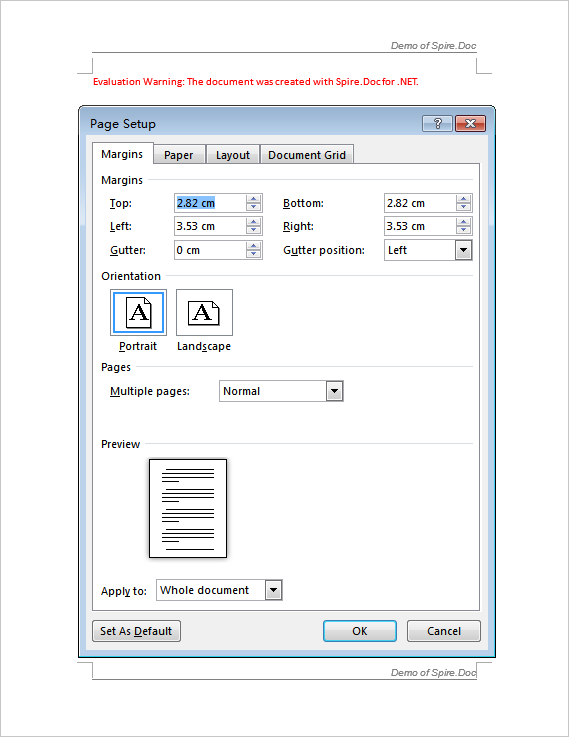 Demo of Spire.Doc
Evaluation Warning: The document was created with Spire.Doc for .NET.
Page Setup
?
Margins Paper Layout Document Grid
Margins
Top: 2.82 cm Bottom: 2.82 cm
Left: 3.53 cm Right: 3.53 cm
Gutter: 0 cm Gutter position: Left
Orientation
A A
Portrait Landscape
Pages
Multiple pages: Normal
Preview
Apply to: Whole document
Set As Default OK Cancel
Demo of Spire.Doc